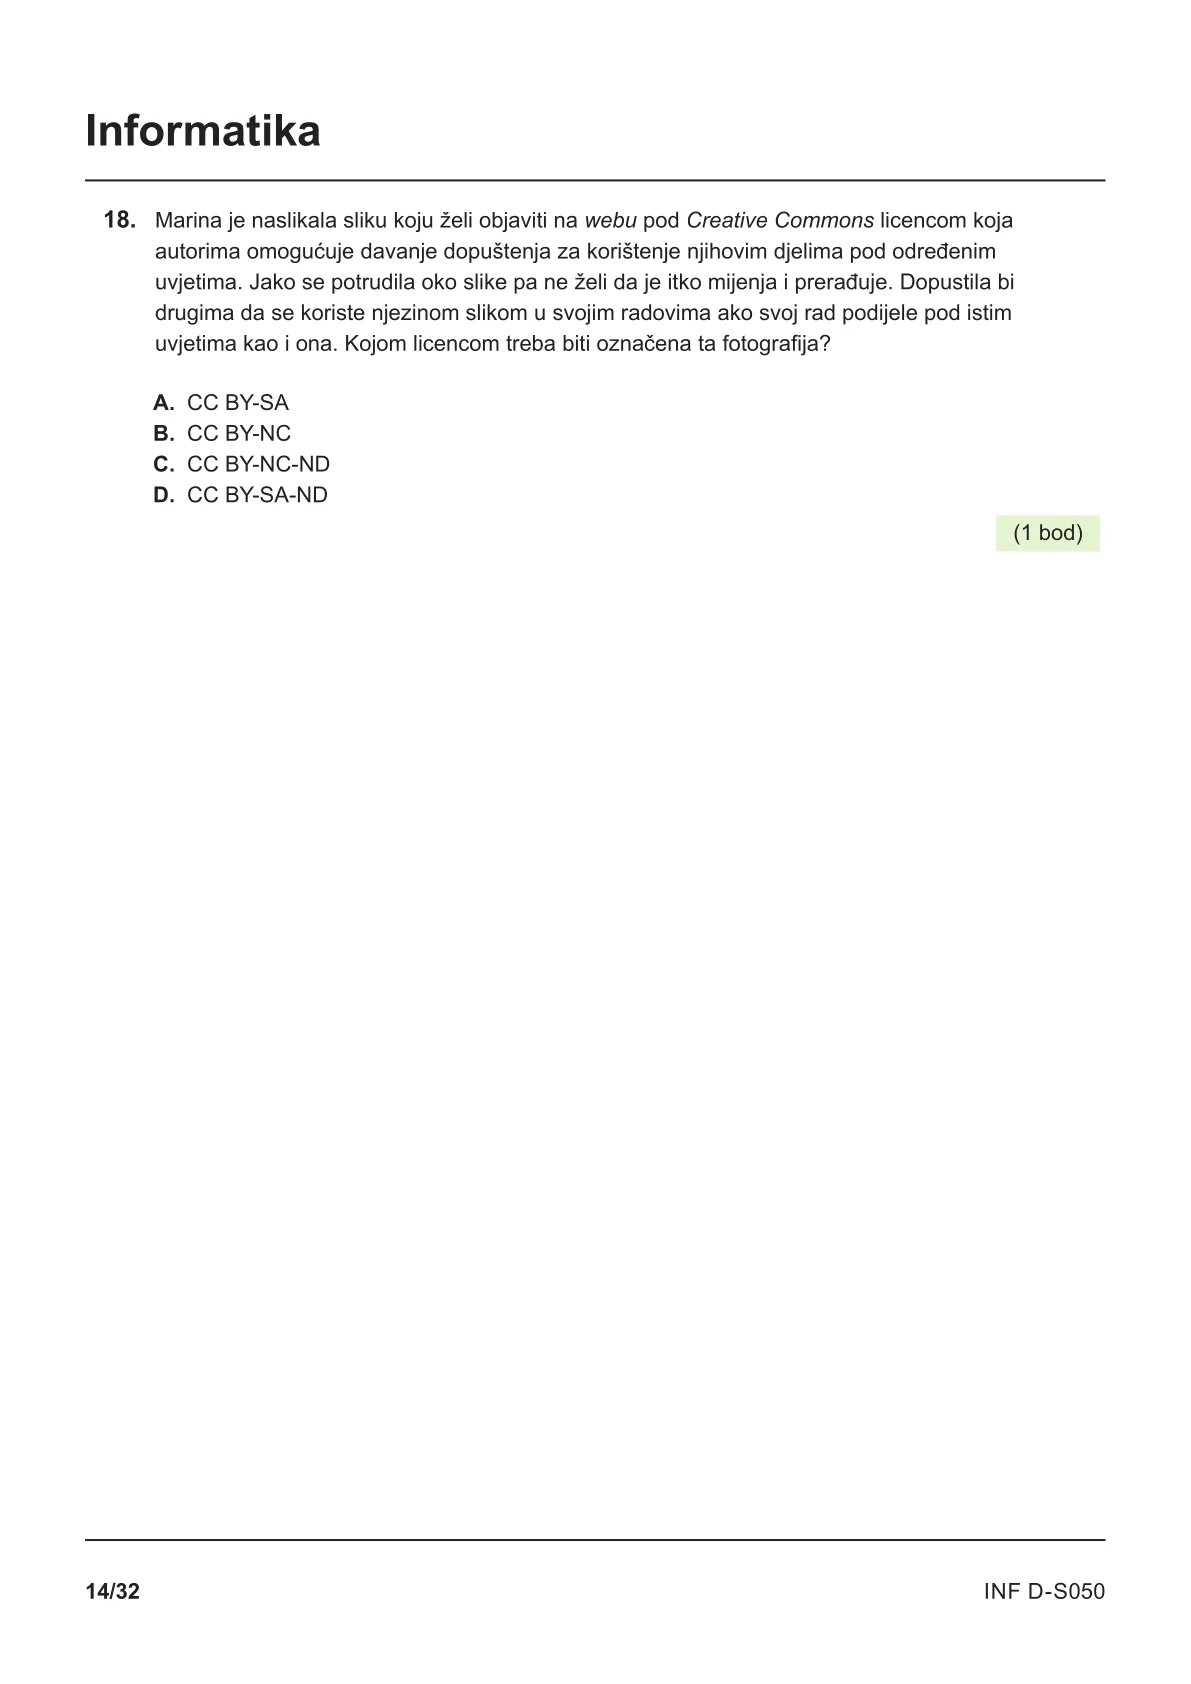 Informatika
18. Marina je naslikala sliku koju želi objaviti na webu pod Creative Commons licencom koja
autorima omogućuje davanje dopuštenja za korištenje njihovim djelima pod određenim
uvjetima. Jako se potrudila oko slike pa ne želi da je itko mijenja i prerađuje. Dopustila bi
drugima da se koriste njezinom slikom u svojim radovima ako svoj rad podijele pod istim
uvjetima kao i ona. Kojom licencom treba biti označena ta fotografija?
A. CC BY-SA
B. CC BY-NC
C. CC BY-NC-ND
D. CC BY-SA-ND
(1 bod)
14/32
INF D-S050